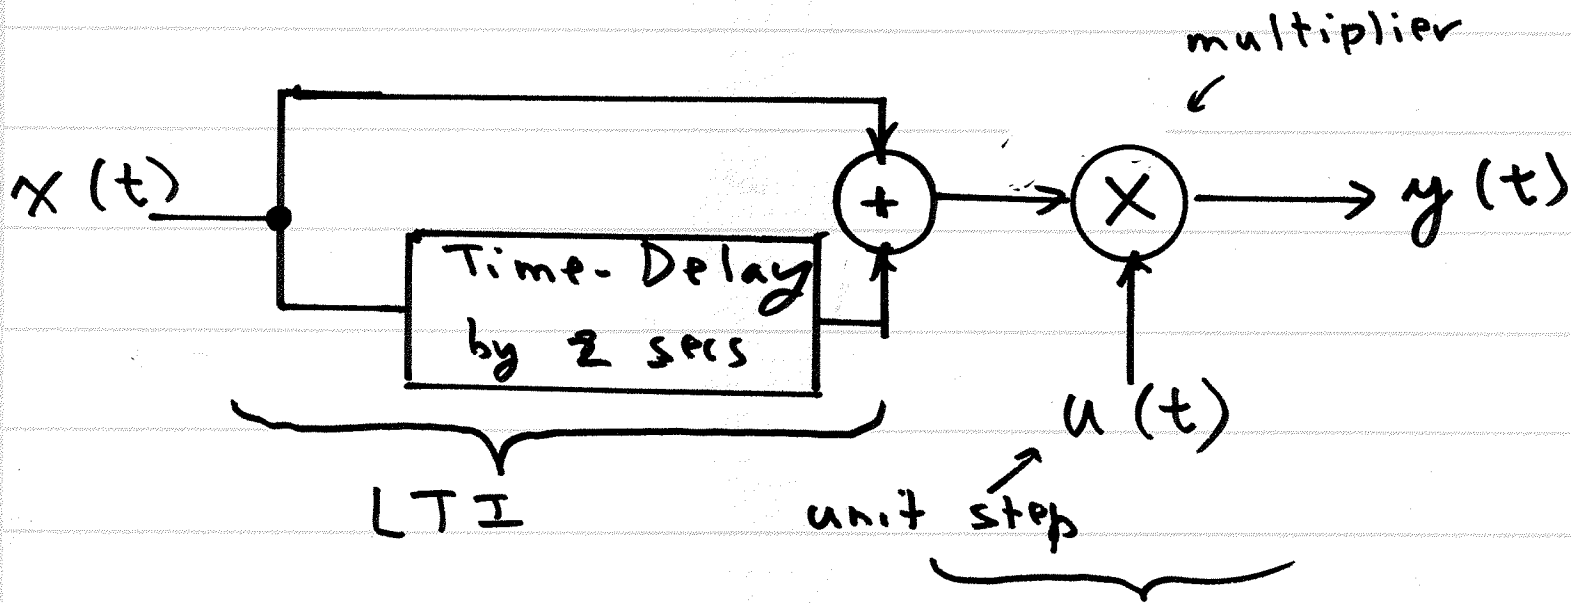 multiplier
x(t)
+
×
y(t)
Time-Delay
by 2 secs
u(t)
LTI
unit step